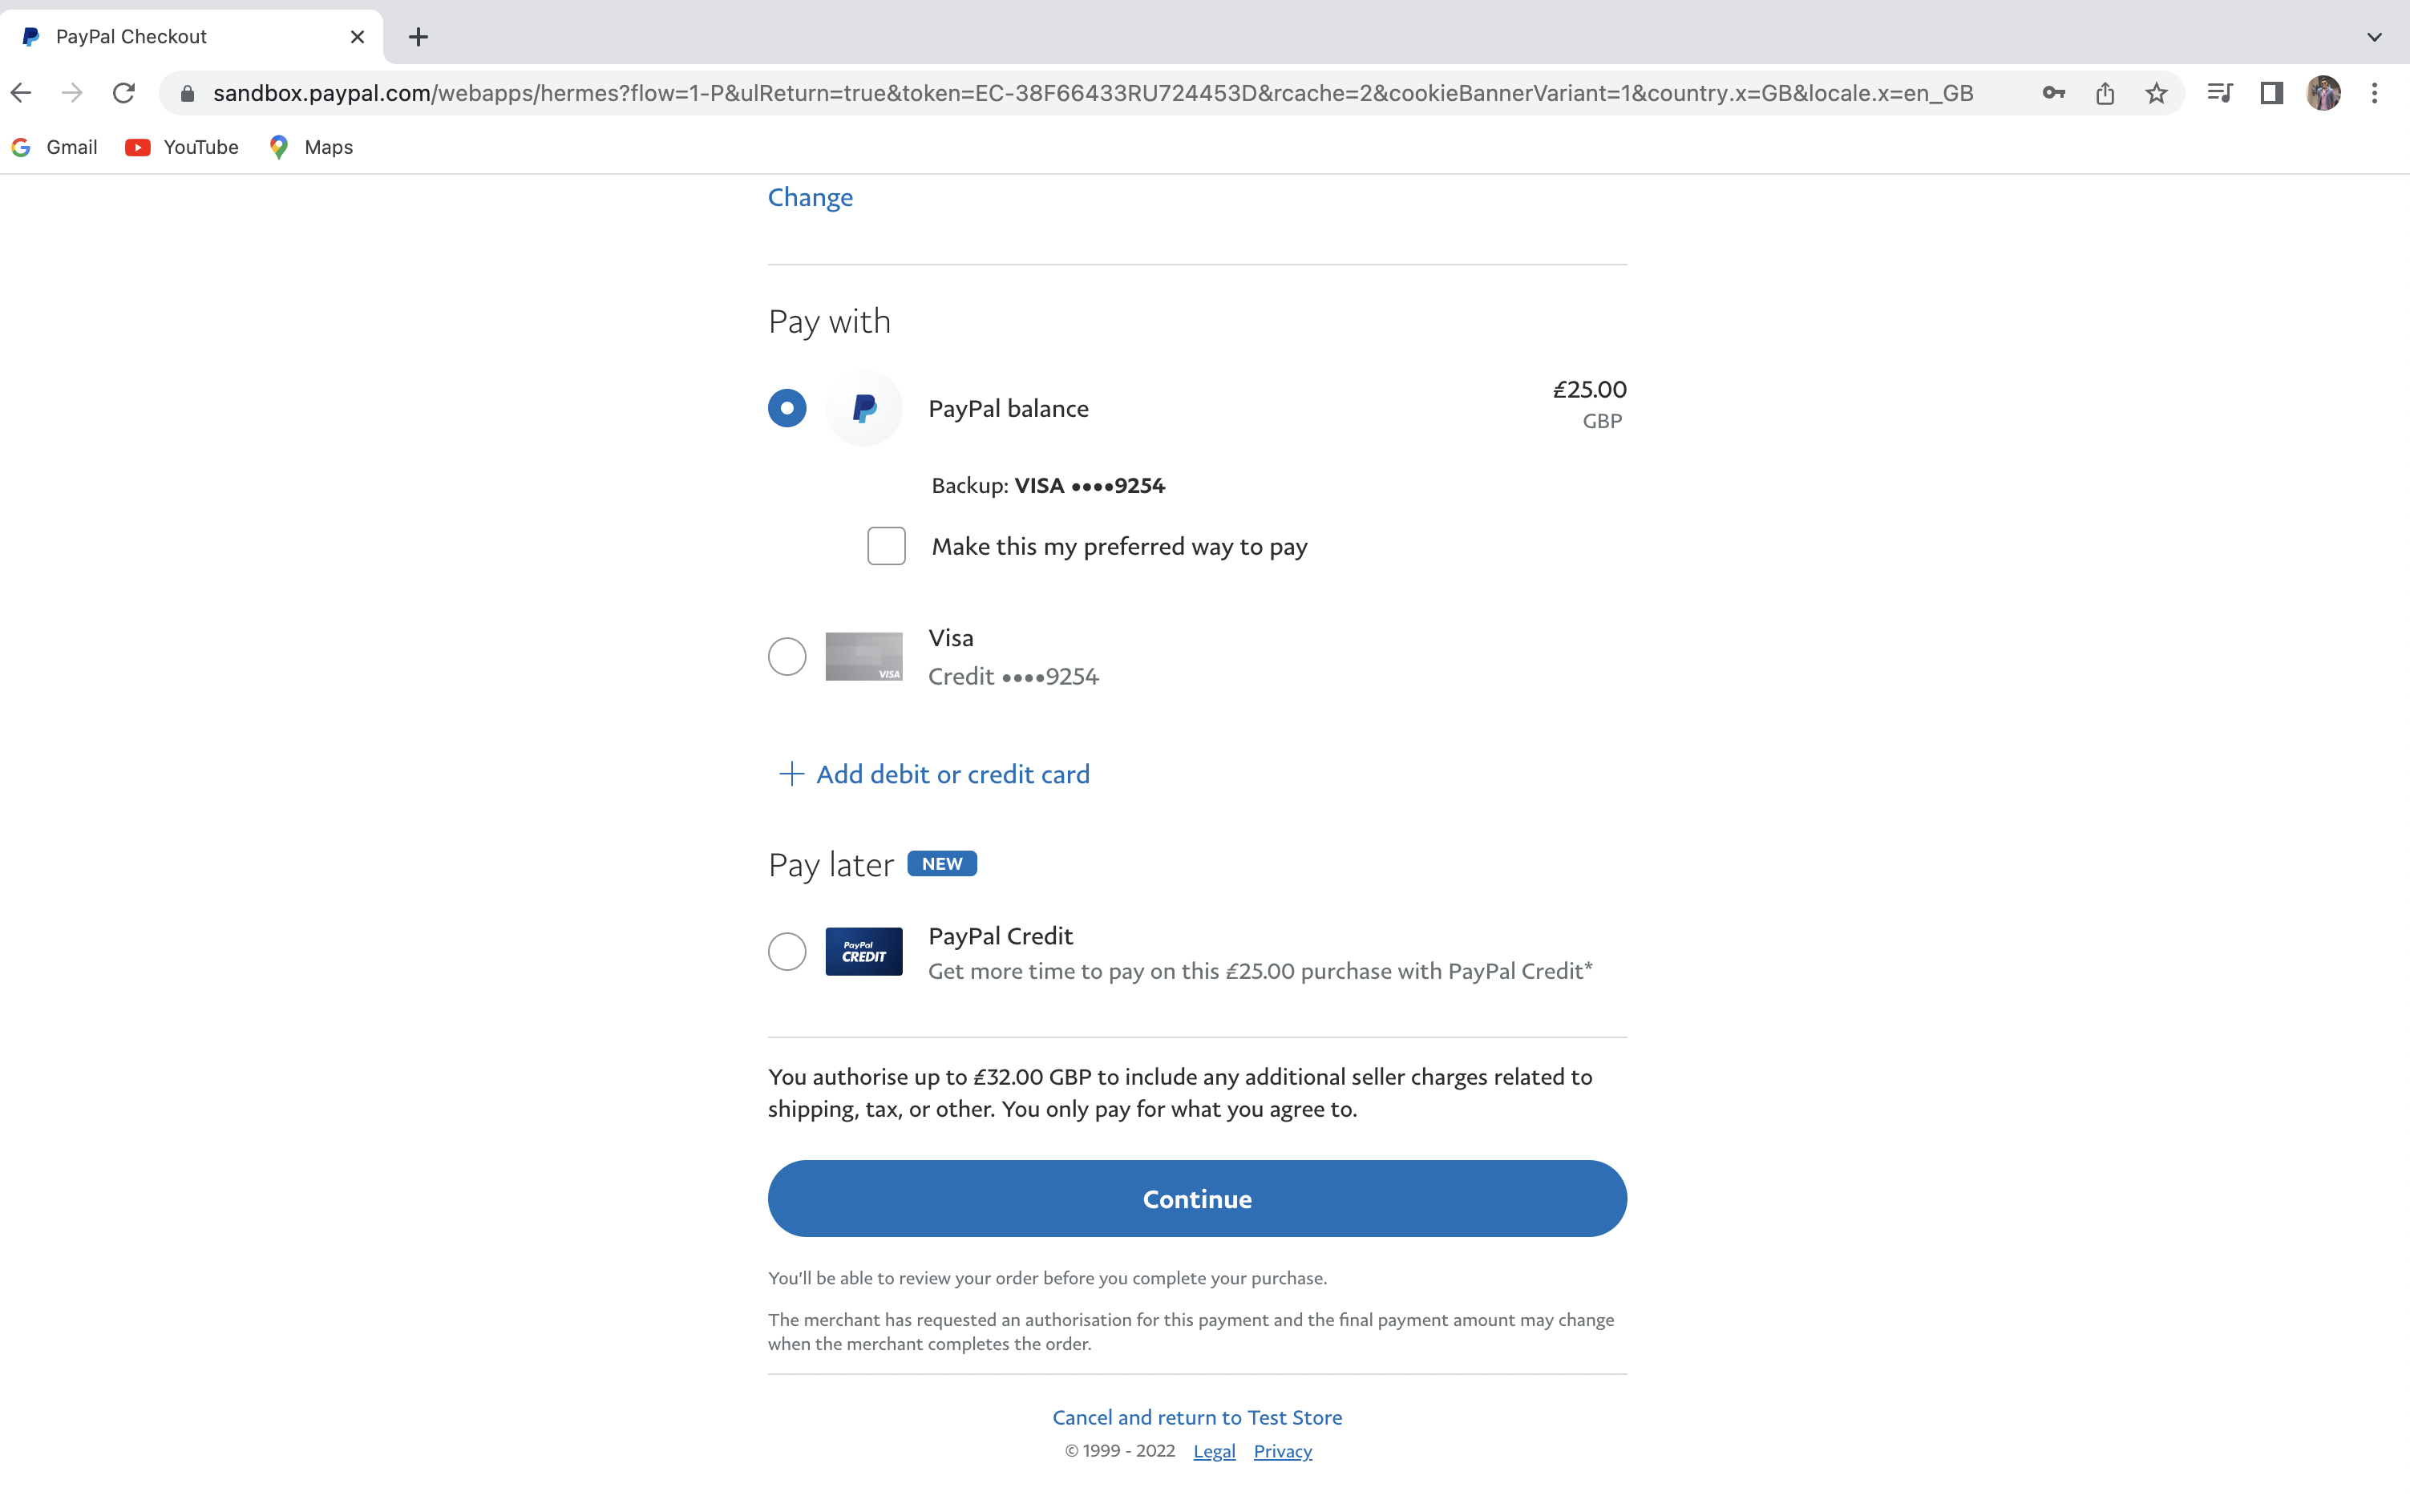 PayPal Checkout
sandbox.paypal.com/webapps/hermes?flow=1-P&ulReturn=true&token=EC-38F66433RU724453D&rcache=2&cookieBannerVariant=1&country.x=GB&locale.x=en_GB
Gmail YouTube Maps
Change
Pay with
PayPal balance
£25.00
GBP
Backup: VISA ••••9254
Make this my preferred way to pay
VISA
Visa
Credit ••••9254
Add debit or credit card
Pay later NEW
PayPal
CREDIT
PayPal Credit
Get more time to pay on this £25.00 purchase with PayPal Credit*
You authorise up to £32.00 GBP to include any additional seller charges related to
shipping, tax, or other. You only pay for what you agree to.
Continue
You'll be able to review your order before you complete your purchase.
The merchant has requested an authorisation for this payment and the final payment amount may change
when the merchant completes the order.
Cancel and return to Test Store
© 1999 - 2022 Legal Privacy